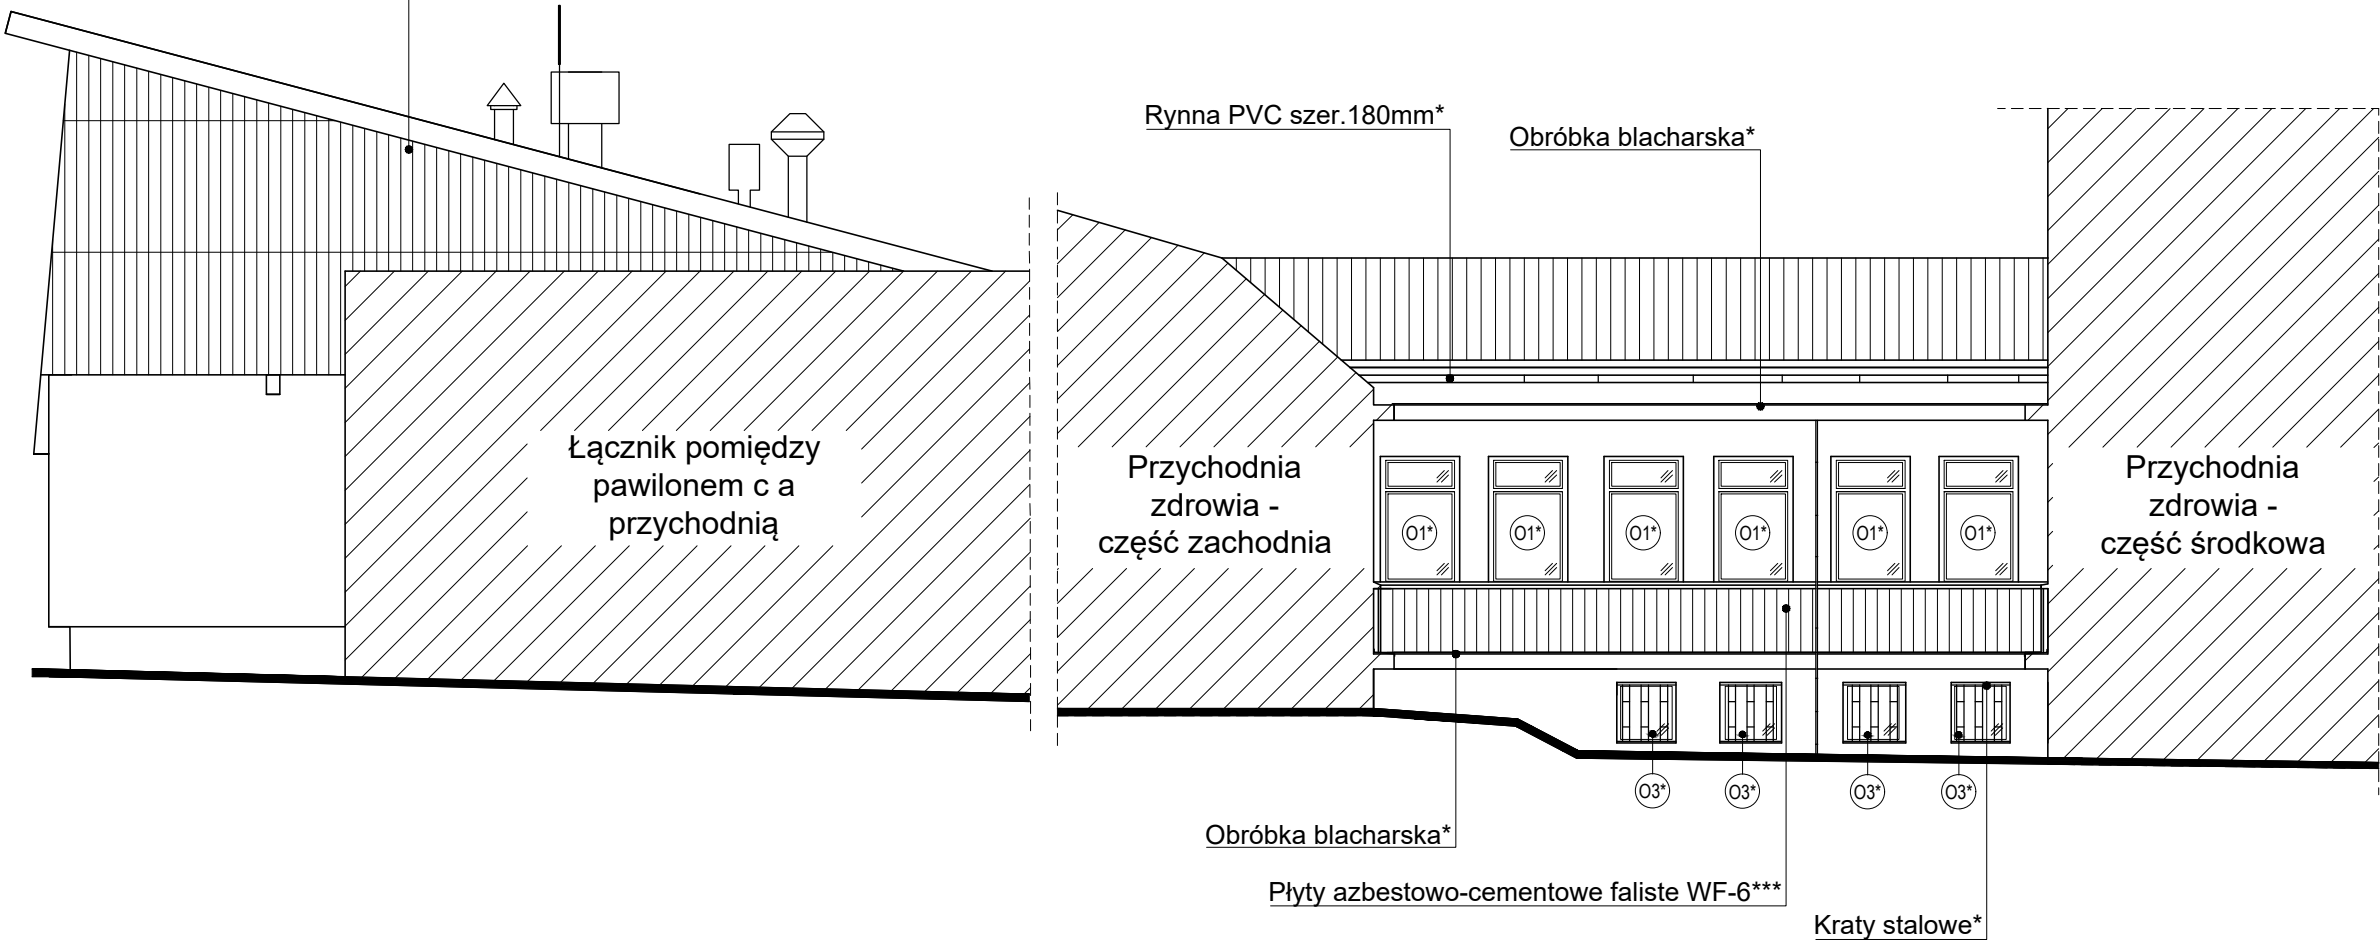 Rynna PVC szer.180mm*
Obróbka blacharska*
Łącznik pomiędzy
pawilonem c a
przychodnią
Przychodnia
zdrowia -
część zachodnia
Przychodnia
zdrowia -
część środkowa
O1*
O1*
O1*
O1*
O1*
O1*
O3*
O3*
O3*
O3*
Obróbka blacharska*
Płyty azbestowo-cementowe faliste WF-6***
Kraty stalowe*